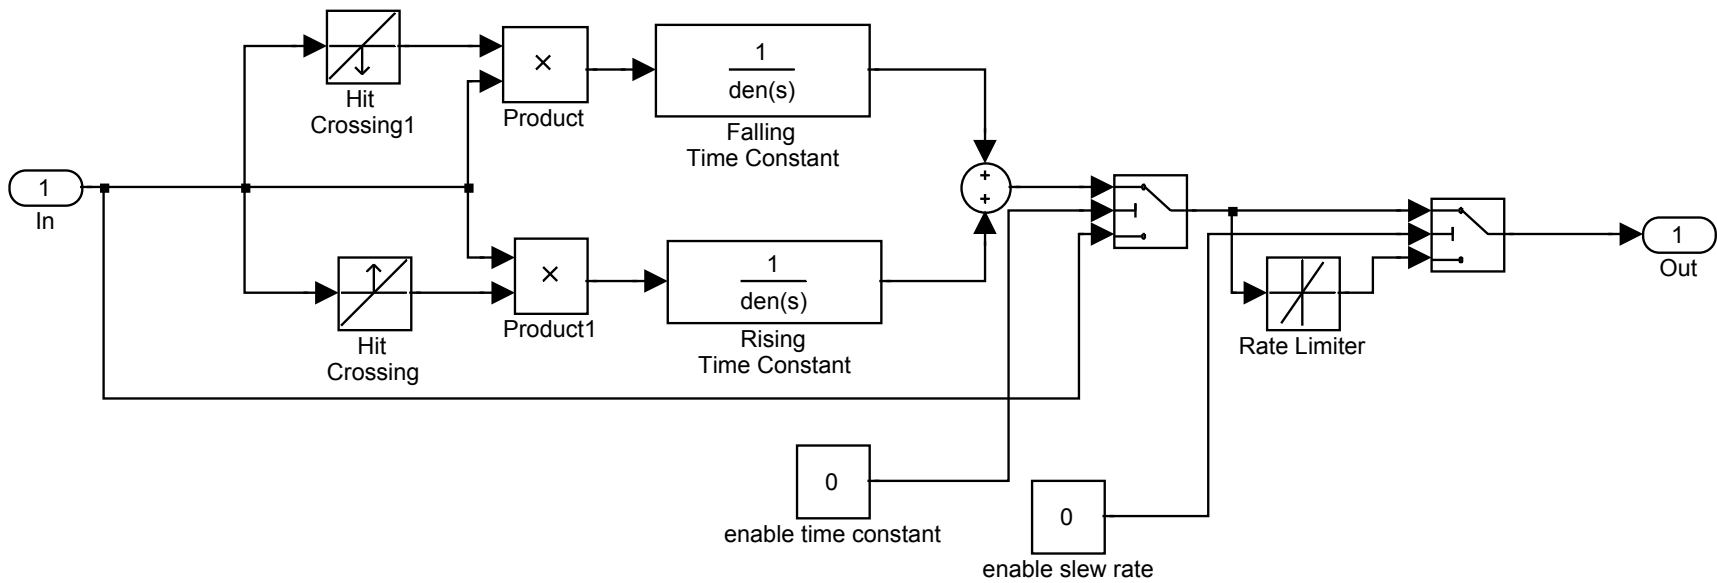 1
In
Hit
Crossing1
×
Product
1
den(s)
Falling
Time Constant
Hit
Crossing
×
Product1
1
den(s)
Rising
Time Constant
+
+
Rate Limiter
1
Out
0
enable time constant
0
enable slew rate